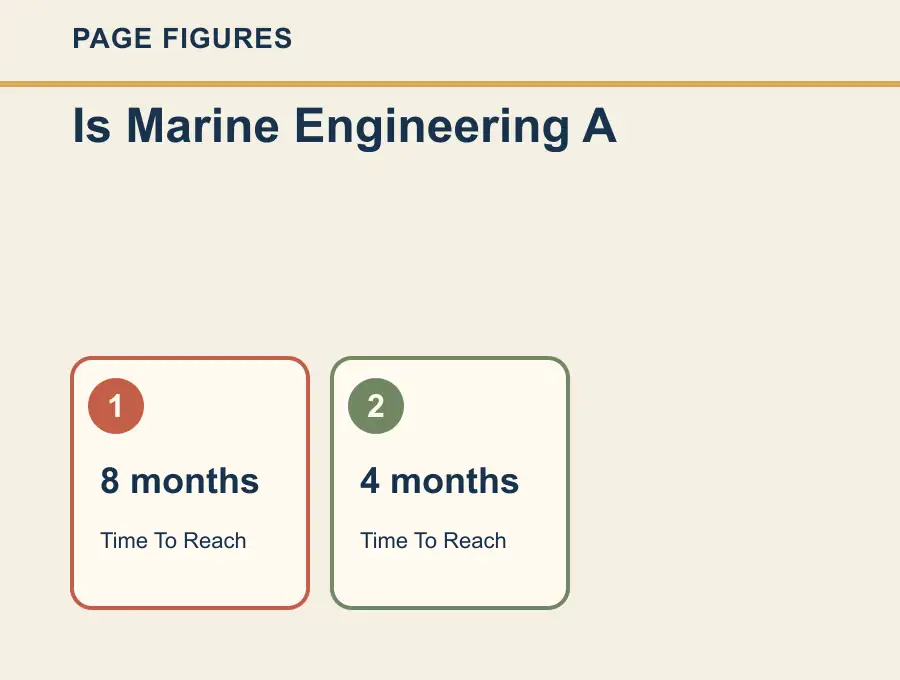 PAGE FIGURES
Is Marine Engineering A
1
8 months
Time To Reach
2
4 months
Time To Reach